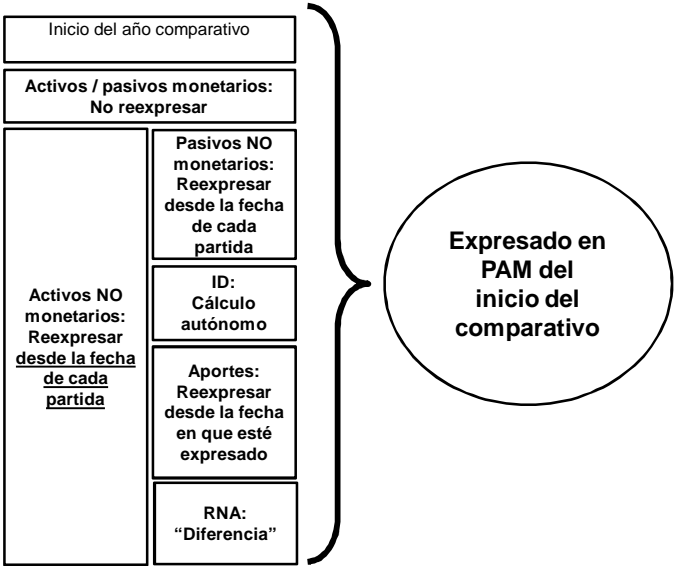 Inicio del año comparativo
Activos / pasivos monetarios:
No reexpresar
Activos NO
monetarios:
Reexpresar
desde la fecha
de cada
partida
Pasivos NO
monetarios:
Reexpresar
desde la fecha
de cada
partida
ID:
Cálculo
autónomo
Aportes:
Reexpresar
desde la fecha
en que esté
expresado
RNA:
“Diferencia”
Expresado en
PAM del
inicio del
comparativo